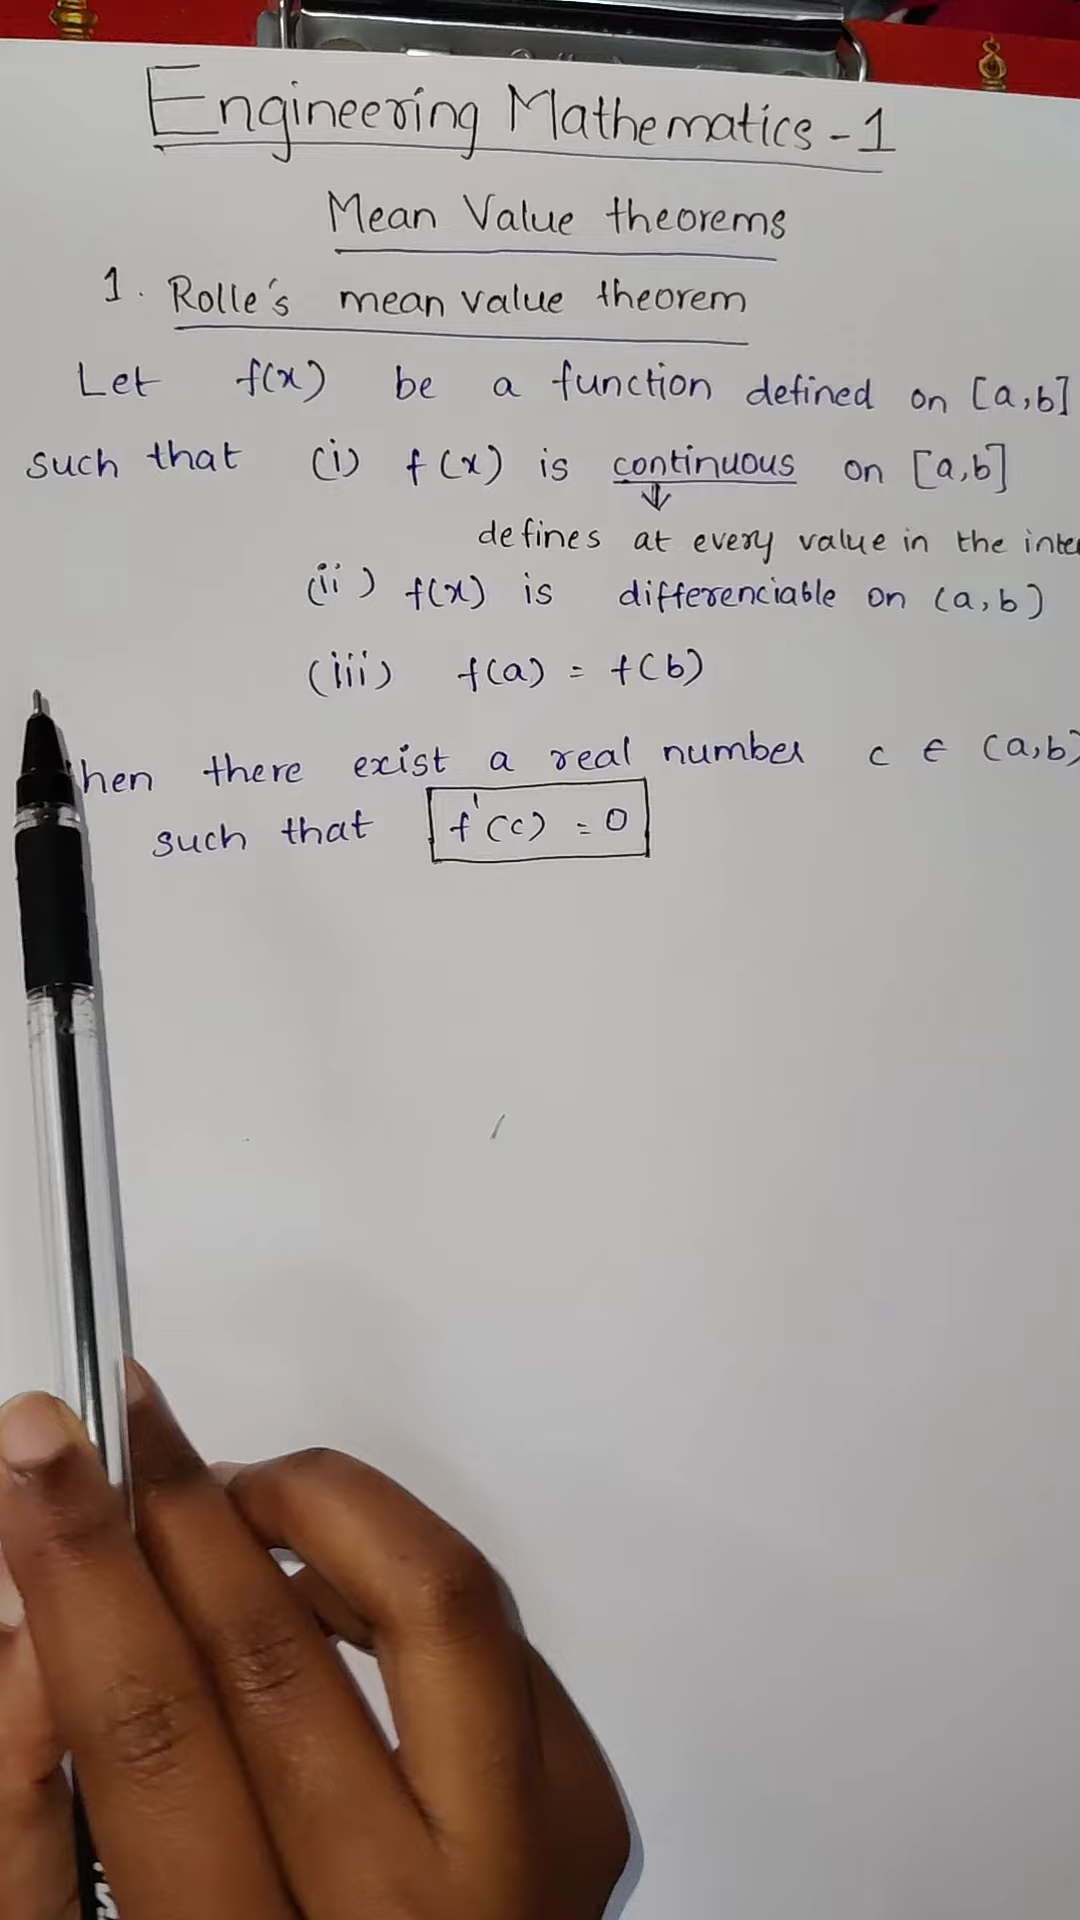 Engineering Mathematics - 1
Mean Value theorems
1. Rolle's mean value theorem
Let f(x) be a function defined on [a,b]
such that (i) f(x) is continuous on [a,b]
↓
defines at every value in the inte
(ii) f(x) is differenciable on (a,b)
(iii) f(a) = f(b)
hen there exist a real number c ∈ (a,b)
such that f'(c) = 0